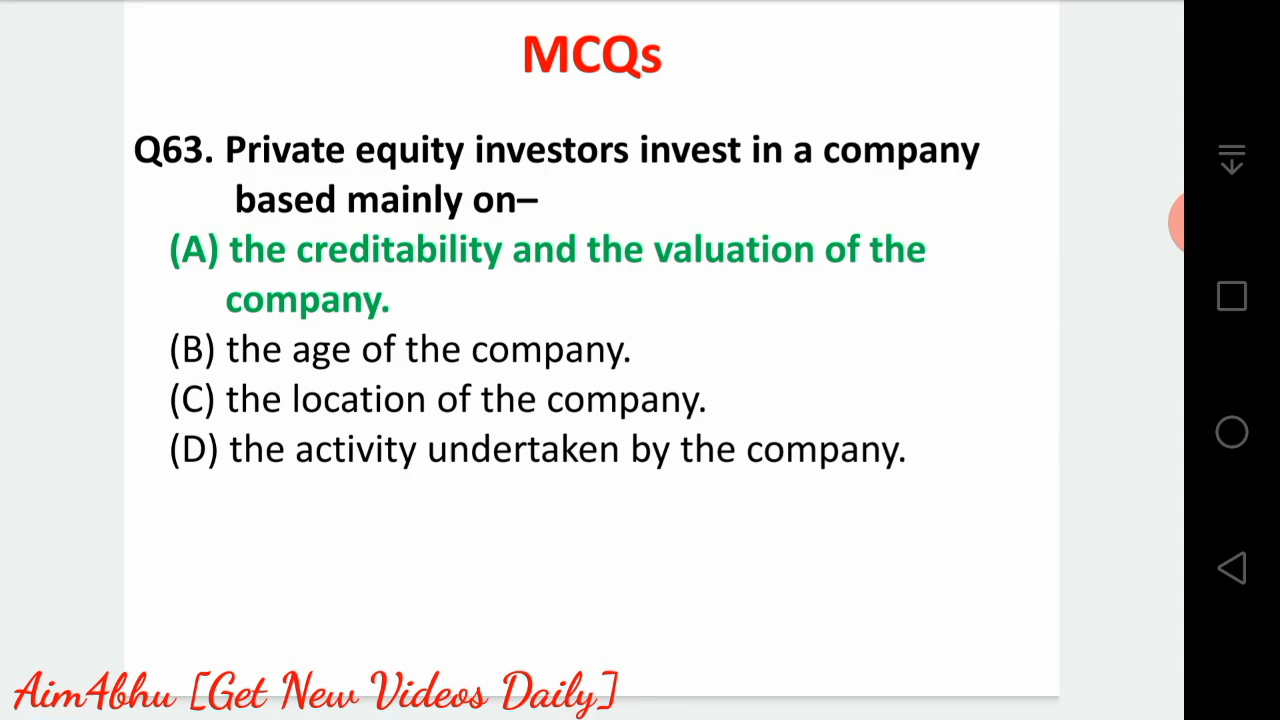 MCQs
Q63. Private equity investors invest in a company
based mainly on–
(A) the creditability and the valuation of the
company.
(B) the age of the company.
(C) the location of the company.
(D) the activity undertaken by the company.
Aim4bhu [Get New Videos Daily]